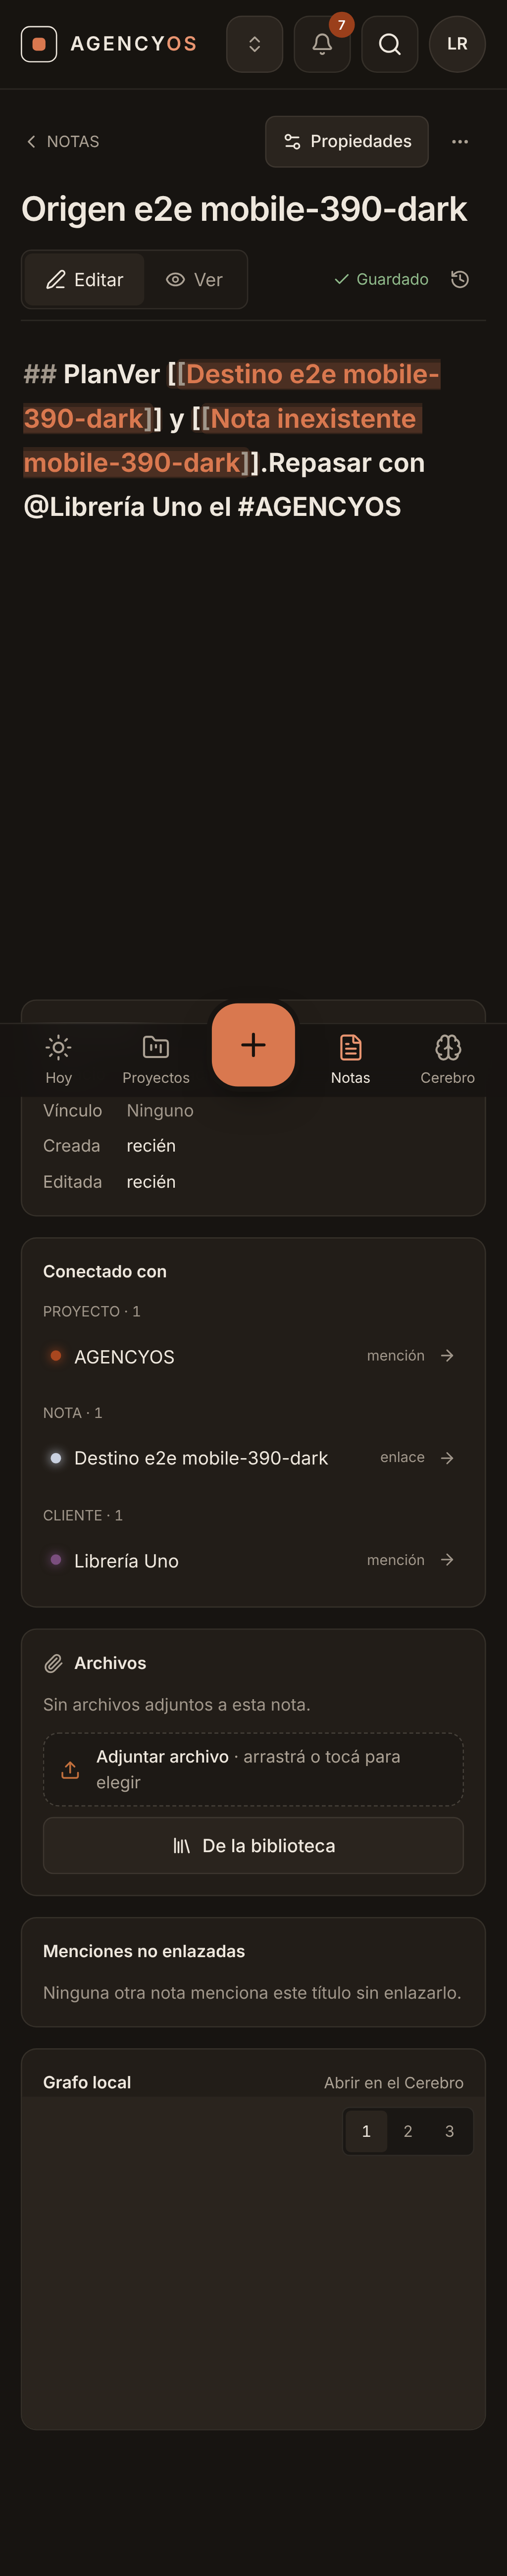 AGENCYOS
7
LR
NOTAS
Propiedades
Origen e2e mobile-390-dark
Editar
Ver
Guardado
## PlanVer [[Destino e2e mobile-
390-dark]] y [[Nota inexistente
mobile-390-dark]].Repasar con
@Librería Uno el #AGENCYOS
Hoy
Proyectos
Notas
Cerebro
Vínculo Ninguno
Creada recién
Editada recién
Conectado con
PROYECTO · 1
AGENCYOS mención
NOTA · 1
Destino e2e mobile-390-dark enlace
CLIENTE · 1
Librería Uno mención
Archivos
Sin archivos adjuntos a esta nota.
Adjuntar archivo · arrastrá o tocá para
elegir
De la biblioteca
Menciones no enlazadas
Ninguna otra nota menciona este título sin enlazarlo.
Grafo local Abrir en el Cerebro
1 2 3